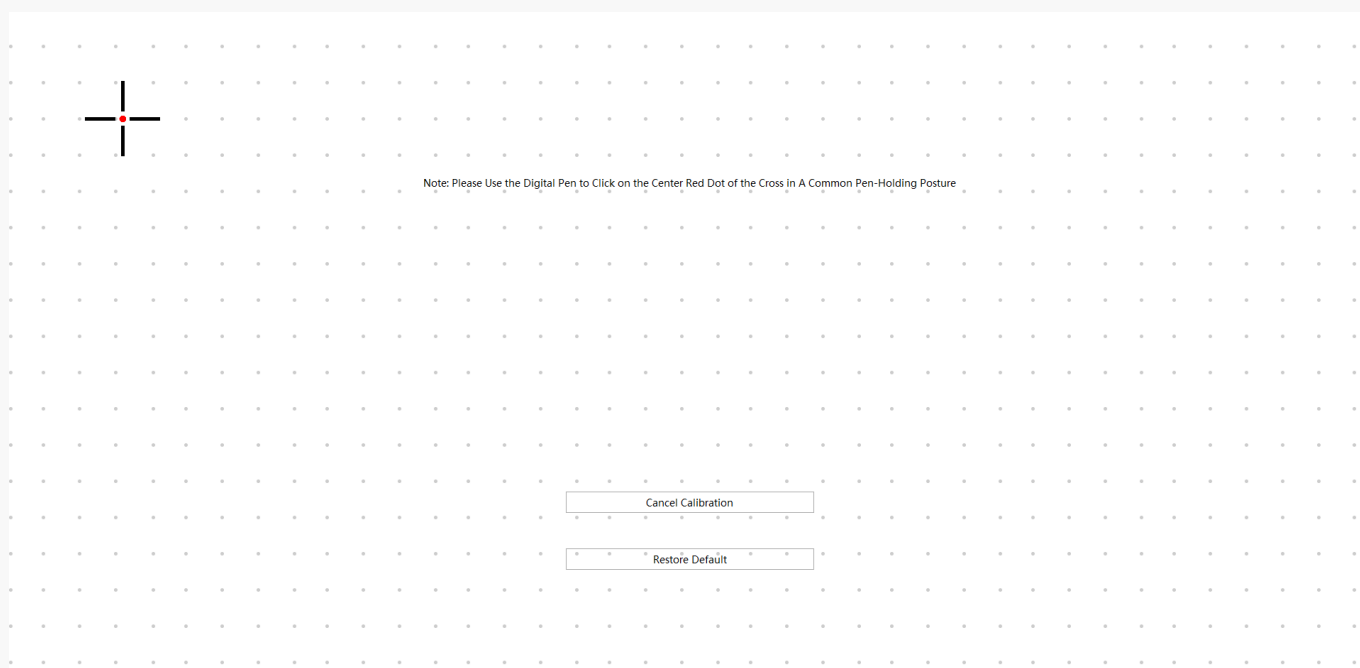 Note: Please Use the Digital Pen to Click on the Center Red Dot of the Cross in A Common Pen-Holding Posture
Cancel Calibration
Restore Default